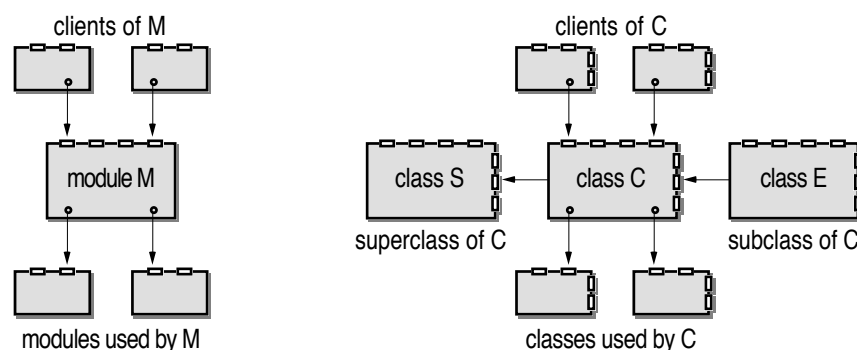 clients of M
clients of C
module M
class S
class C
class E
superclass of C
subclass of C
modules used by M
classes used by C